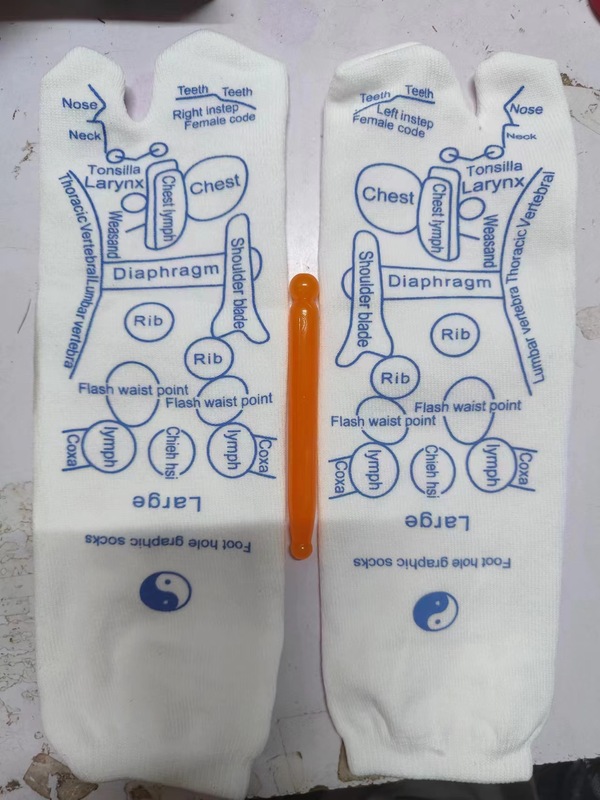 Nose
Teeth Teeth
Right instep
Female code
Neck
Tonsilla
Larynx
Chest lymph
Chest
Weasand
Thoracic Vertebral
Lumbar vertebra
Diaphragm
Shoulder blade
Rib
Rib
Flash waist point
Flash waist point
Coxa
lymph
Chieh hsi
lymph
Coxa
Large
Foot hole graphic socks
Teeth Teeth
Left instep
Female code
Nose
Neck
Tonsilla
Larynx
Chest
Chest lymph
Weasand
Thoracic Vertebral
Lumbar vertebra
Shoulder blade
Diaphragm
Rib
Rib
Flash waist point
Flash waist point
Coxa
lymph
Chieh hsi
lymph
Coxa
Large
Foot hole graphic socks